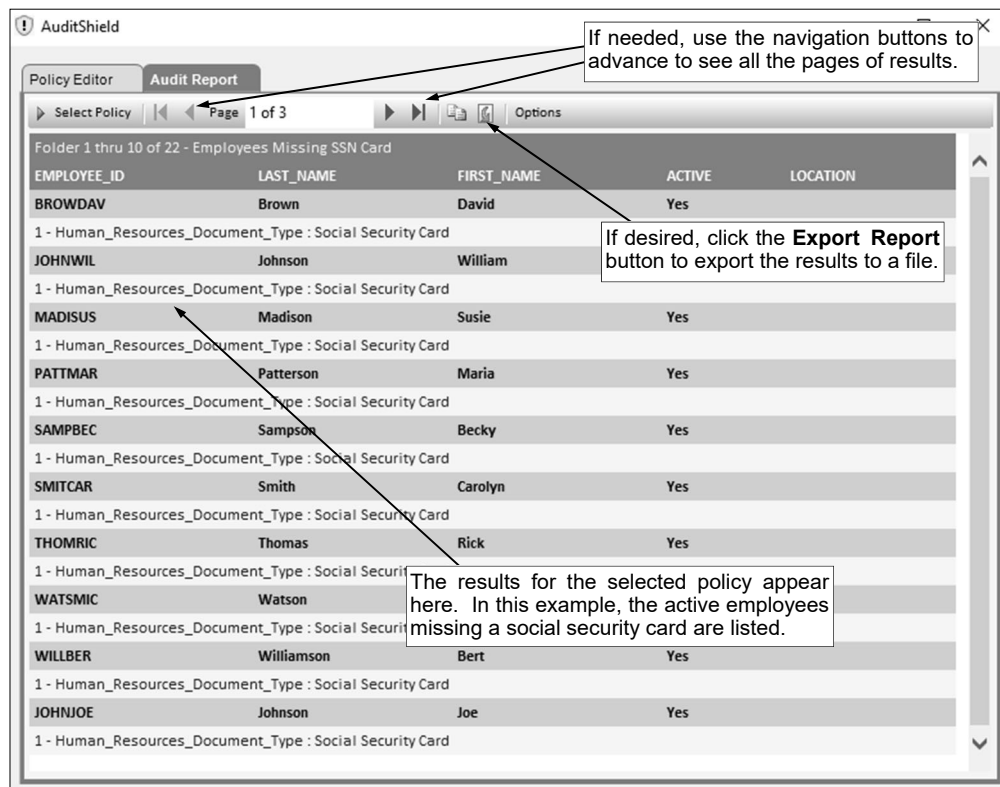 AuditShield
If needed, use the navigation buttons to
advance to see all the pages of results.
Policy Editor
Audit Report
Select Policy Page 1 of 3 Options
Folder 1 thru 10 of 22 - Employees Missing SSN Card
EMPLOYEE_ID LAST_NAME FIRST_NAME ACTIVE LOCATION
BROWDAV Brown David Yes
1 - Human_Resources_Document_Type : Social Security Card
If desired, click the Export Report
button to export the results to a file.
JOHNWIL Johnson William
1 - Human_Resources_Document_Type : Social Security Card
MADISUS Madison Susie Yes
1 - Human_Resources_Document_Type : Social Security Card
PATTMAR Patterson Maria Yes
1 - Human_Resources_Document_Type : Social Security Card
SAMPBEC Sampson Becky Yes
1 - Human_Resources_Document_Type : Social Security Card
SMITCAR Smith Carolyn Yes
1 - Human_Resources_Document_Type : Social Security Card
THOMRIC Thomas Rick Yes
1 - Human_Resources_Document_Type : Social
The results for the selected policy appear
here. In this example, the active employees
missing a social security card are listed.
WATSMIC Watson
1 - Human_Resources_Document_Type : Social
WILLBER Williamson Bert Yes
1 - Human_Resources_Document_Type : Social Security Card
JOHNJOE Johnson Joe Yes
1 - Human_Resources_Document_Type : Social Security Card